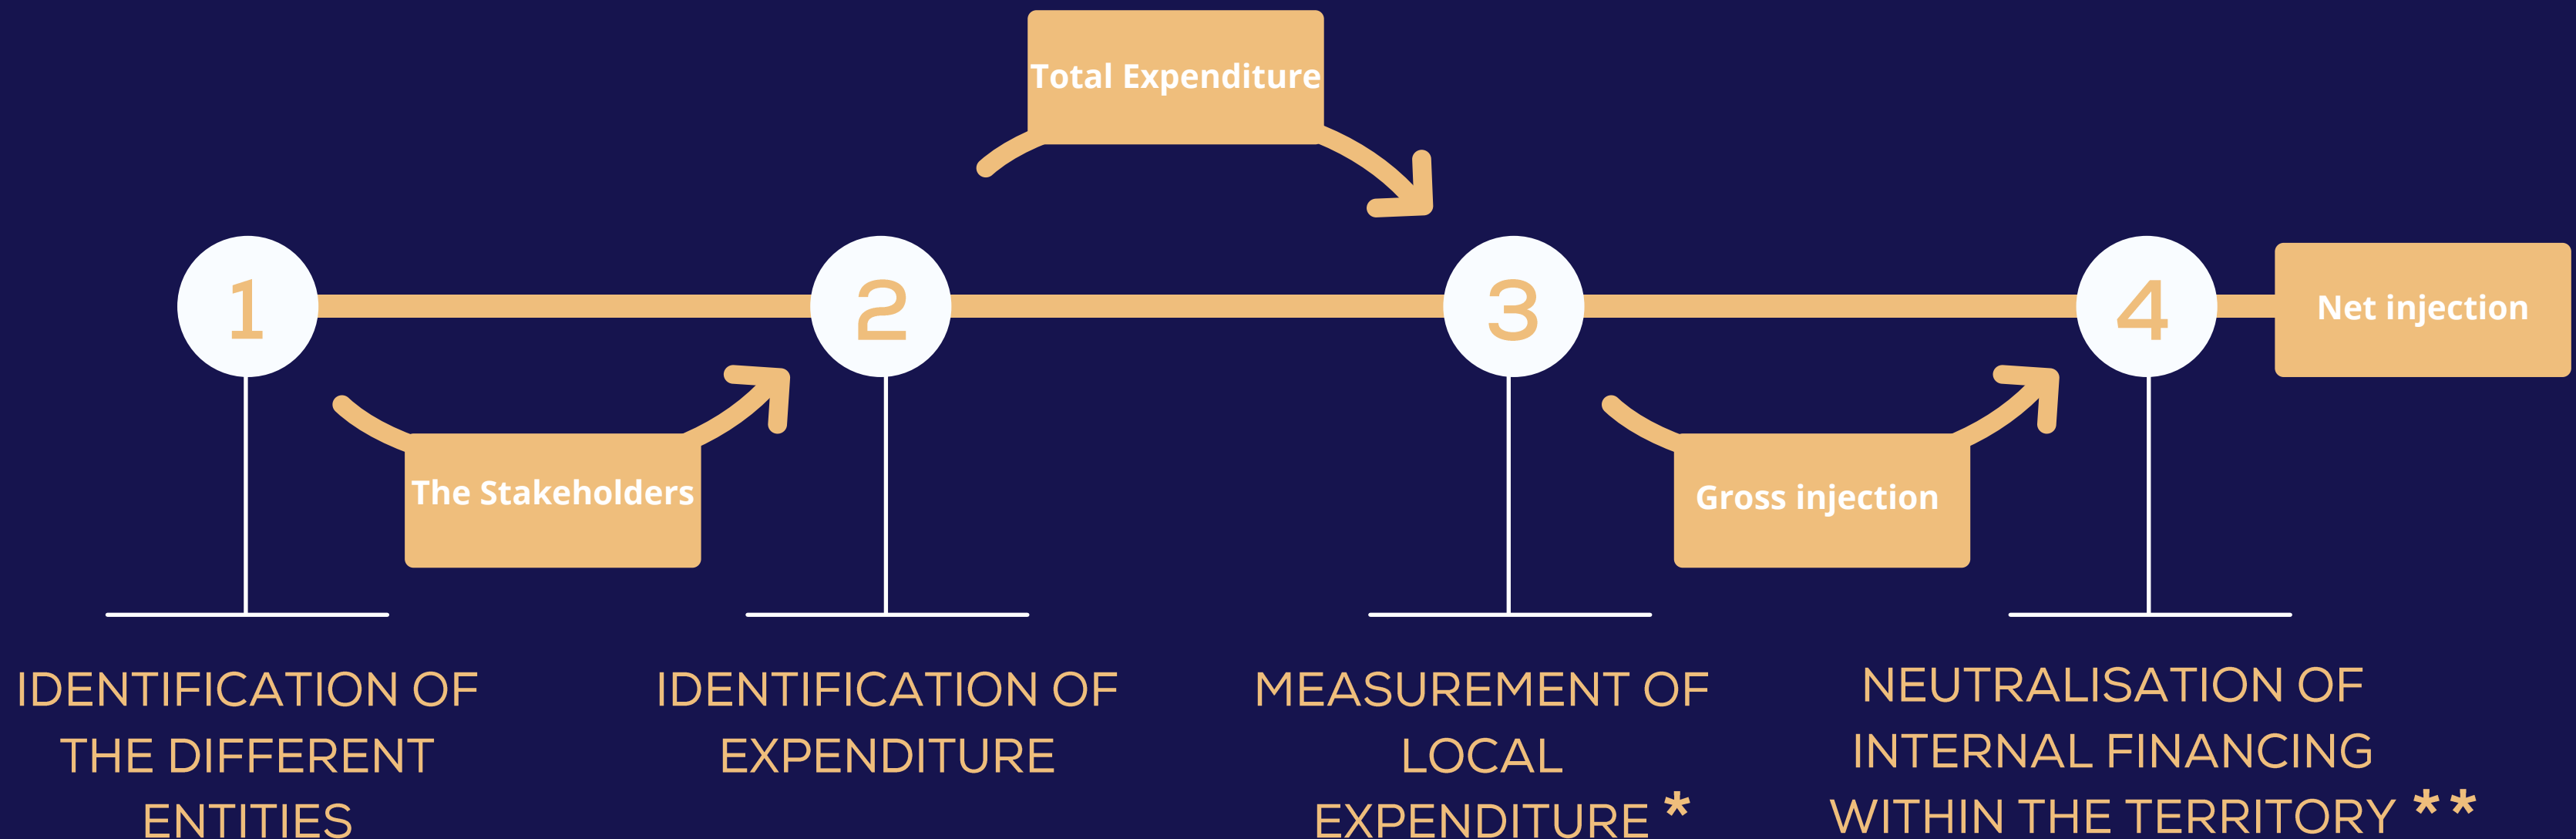 Total Expenditure
1
2
3
4
Net injection
The Stakeholders
Gross injection
IDENTIFICATION OF
THE DIFFERENT
ENTITIES
IDENTIFICATION OF
EXPENDITURE
MEASUREMENT OF
LOCAL
EXPENDITURE *
NEUTRALISATION OF
INTERNAL FINANCING
WITHIN THE TERRITORY **